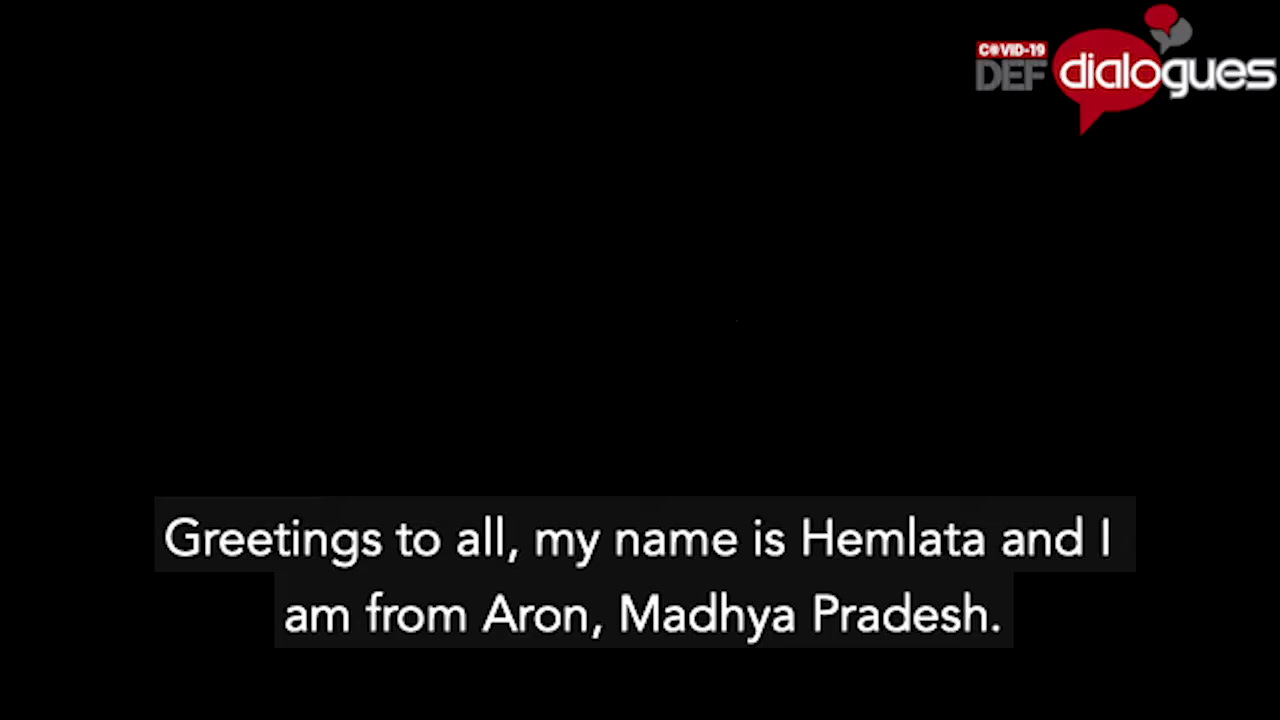 COVID-19
DEF dialogues
Greetings to all, my name is Hemlata and I
am from Aron, Madhya Pradesh.